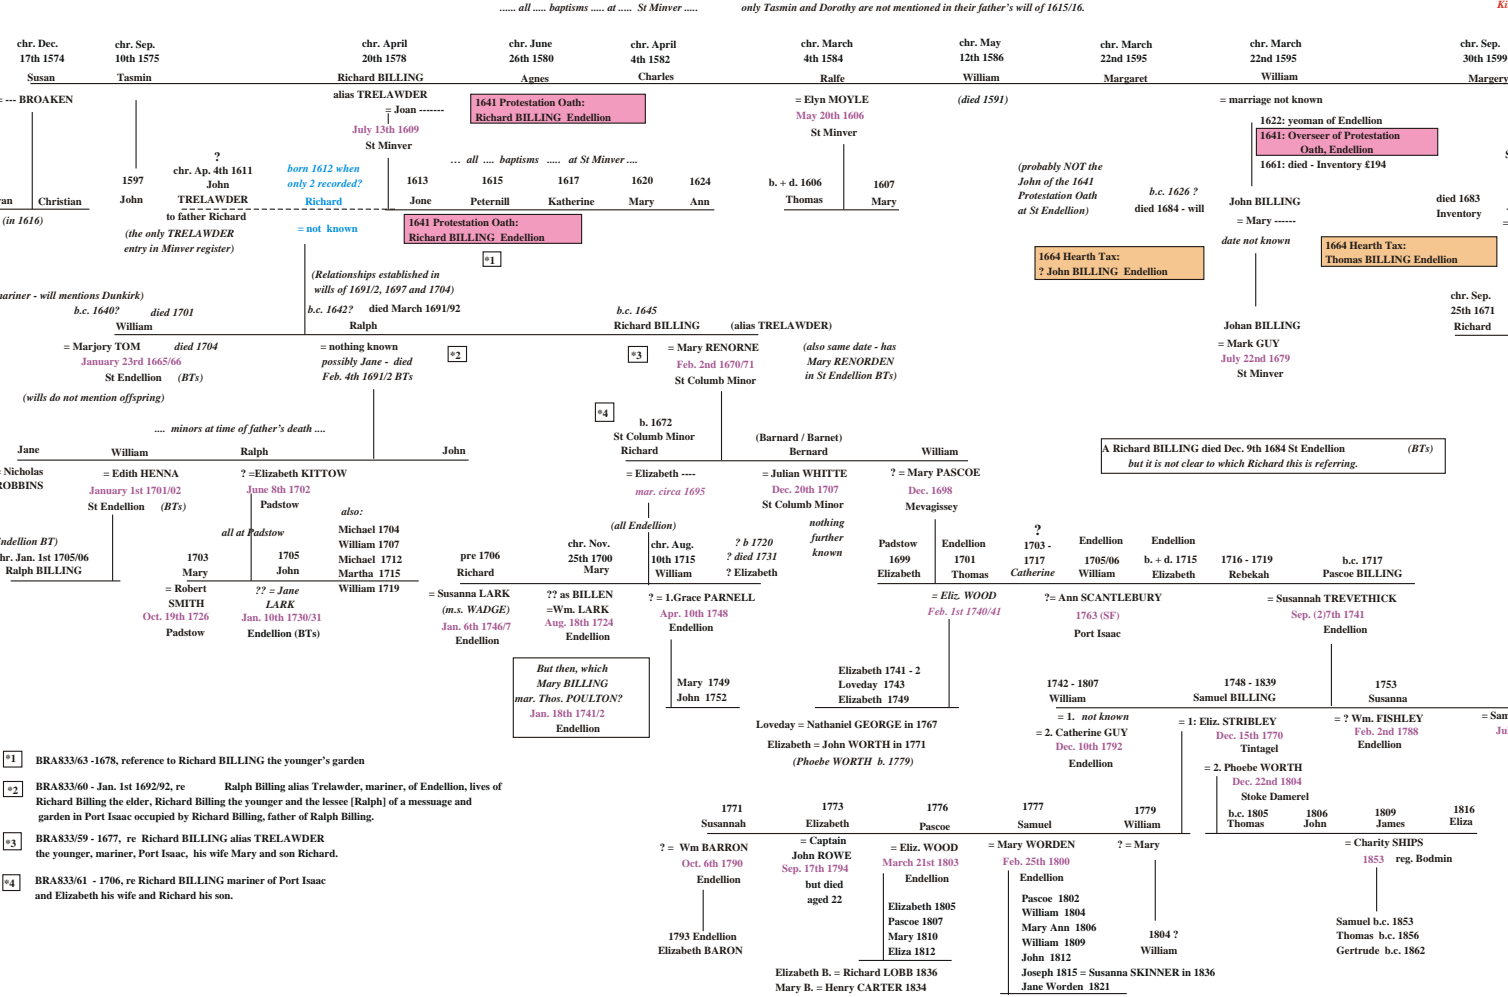 ...... all ..... baptisms ..... at ..... St Minver ..... only Tasmin and Dorothy are not mentioned in their father's will of 1615/16.
chr. Dec.
17th 1574
Susan
chr. Sep.
10th 1575
Tasmin
chr. April
20th 1578
Richard BILLING
alias TRELAWDER
= Joan -------
July 13th 1609
St Minver
chr. June
26th 1580
Agnes
chr. April
4th 1582
Charles
chr. March
4th 1584
Ralfe
chr. May
12th 1586
William
(died 1591)
chr. March
22nd 1595
Margaret
chr. March
22nd 1595
William
chr. Sep.
30th 1599
Margery
= --- BROAKEN
1641 Protestation Oath:
Richard BILLING Endellion
= Elyn MOYLE
May 20th 1606
St Minver
= marriage not known
1622: yeoman of Endellion
1641: Overseer of Protestation
Oath, Endellion
1661: died - Inventory £194
... all .... baptisms ..... at St Minver ....
Christian
(in 1616)
1597
John
?
chr. Ap. 4th 1611
John
TRELAWDER
to father Richard
(the only TRELAWDER
entry in Minver register)
born 1612 when
only 2 recorded?
Richard
= not known
1613
Jone
1615
Peternill
1617
Katherine
1620
Mary
1624
Ann
1641 Protestation Oath:
Richard BILLING Endellion
*1
b. + d. 1606
Thomas
1607
Mary
(probably NOT the
John of the 1641
Protestation Oath
at St Endellion)
b.c. 1626 ?
died 1684 - will
John BILLING
= Mary ------
date not known
died 1683
Inventory
1664 Hearth Tax:
? John BILLING Endellion
1664 Hearth Tax:
Thomas BILLING Endellion
(Relationships established in
wills of 1691/2, 1697 and 1704)
mariner - will mentions Dunkirk)
b.c. 1640? died 1701
William
= Marjory TOM died 1704
January 23rd 1665/66
St Endellion (BTs)
(wills do not mention offspring)
b.c. 1642? died March 1691/92
Ralph
= nothing known
possibly Jane - died
Feb. 4th 1691/2 BTs
*2
b.c. 1645
Richard BILLING (alias TRELAWDER)
*3
= Mary RENORNE
Feb. 2nd 1670/71
St Columb Minor
(also same date - has
Mary RENORDEN
in St Endellion BTs)
Johan BILLING
= Mark GUY
July 22nd 1679
St Minver
chr. Sep.
25th 1671
Richard
.... minors at time of father's death ....
Jane
= Nicholas
ROBBINS
William
= Edith HENNA
January 1st 1701/02
St Endellion (BTs)
Ralph
? =Elizabeth KITTOW
June 8th 1702
Padstow
John
*4
b. 1672
St Columb Minor
Richard
= Elizabeth ----
mar. circa 1695
(Barnard / Barnet)
Bernard
= Julian WHITTE
Dec. 20th 1707
St Columb Minor
nothing
further
known
William
? = Mary PASCOE
Dec. 1698
Mevagissey
A Richard BILLING died Dec. 9th 1684 St Endellion (BTs)
but it is not clear to which Richard this is referring.
chr. Jan. 1st 1705/06
Ralph BILLING
all at Padstow
1703
Mary
= Robert
SMITH
Oct. 19th 1726
Padstow
1705
John
?? = Jane
LARK
Jan. 10th 1730/31
Endellion (BTs)
also:
Michael 1704
William 1707
Michael 1712
Martha 1715
William 1719
(all Endellion)
pre 1706
Richard
= Susanna LARK
(m.s. WADGE)
Jan. 6th 1746/7
Endellion
chr. Nov.
25th 1700
Mary
?? as BILLEN
=Wm. LARK
Aug. 18th 1724
Endellion
chr. Aug.
10th 1715
William
? = 1.Grace PARNELL
Apr. 10th 1748
Endellion
? b 1720
? died 1731
? Elizabeth
Padstow
1699
Elizabeth
Endellion
1701
Thomas
= Eliz. WOOD
Feb. 1st 1740/41
?
1703 -
1717
Catherine
Endellion
1705/06
William
?= Ann SCANTLEBURY
1763 (SF)
Port Isaac
Endellion
b. + d. 1715
Elizabeth
1716 - 1719
Rebekah
b.c. 1717
Pascoe BILLING
= Susannah TREVETHICK
Sep. (2)7th 1741
Endellion
But then, which
Mary BILLING
mar. Thos. POULTON?
Jan. 18th 1741/2
Endellion
Mary 1749
John 1752
Elizabeth 1741 - 2
Loveday 1743
Elizabeth 1749
Loveday = Nathaniel GEORGE in 1767
Elizabeth = John WORTH in 1771
(Phoebe WORTH b. 1779)
1742 - 1807
William
= 1. not known
= 2. Catherine GUY
Dec. 10th 1792
Endellion
1748 - 1839
Samuel BILLING
= 1: Eliz. STRIBLEY
Dec. 15th 1770
Tintagel
= 2. Phoebe WORTH
Dec. 22nd 1804
Stoke Damerel
1753
Susanna
= ? Wm. FISHLEY
Feb. 2nd 1788
Endellion
*1 BRA833/63 -1678, reference to Richard BILLING the younger's garden
*2 BRA833/60 - Jan. 1st 1692/92, re Ralph Billing alias Trelawder, mariner, of Endellion, lives of
Richard Billing the elder, Richard Billing the younger and the lessee [Ralph] of a messuage and
garden in Port Isaac occupied by Richard Billing, father of Ralph Billing.
*3 BRA833/59 - 1677, re Richard BILLING alias TRELAWDER
the younger, mariner, Port Isaac, his wife Mary and son Richard.
*4 BRA833/61 - 1706, re Richard BILLING mariner of Port Isaac
and Elizabeth his wife and Richard his son.
1771
Susannah
? = Wm BARRON
Oct. 6th 1790
Endellion
1793 Endellion
Elizabeth BARON
1773
Elizabeth
= Captain
John ROWE
Sep. 17th 1794
but died
aged 22
1776
Pascoe
= Eliz. WOOD
March 21st 1803
Endellion
Elizabeth 1805
Pascoe 1807
Mary 1810
Eliza 1812
Elizabeth B. = Richard LOBB 1836
Mary B. = Henry CARTER 1834
1777
Samuel
= Mary WORDEN
Feb. 25th 1800
Endellion
Pascoe 1802
William 1804
Mary Ann 1806
William 1809
John 1812
Joseph 1815 = Susanna SKINNER in 1836
Jane Worden 1821
1779
William
? = Mary
1804 ?
William
b.c. 1805
Thomas
1806
John
1809
James
= Charity SHIPS
1853 reg. Bodmin
Samuel b.c. 1853
Thomas b.c. 1856
Gertrude b.c. 1862
1816
Eliza